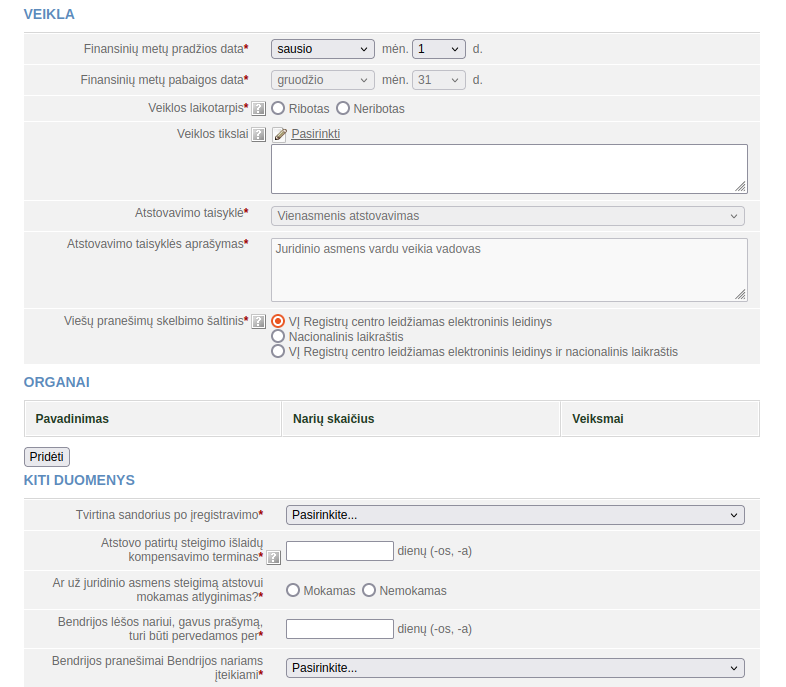 VEIKLA
Finansinių metų pradžios data* sausio mėn. 1 d.
Finansinių metų pabaigos data* gruodžio mėn. 31 d.
Veiklos laikotarpis* ? Ribotas Neribotas
Veiklos tikslai ? Pasirinkti
Atstovavimo taisyklė* Vienasmenis atstovavimas
Atstovavimo taisyklės aprašymas* Juridinio asmens vardu veikia vadovas
Viešų pranešimų skelbimo šaltinis* ? VĮ Registrų centro leidžiamas elektroninis leidinys
Nacionalinis laikraštis
VĮ Registrų centro leidžiamas elektroninis leidinys ir nacionalinis laikraštis
ORGANAI
Pavadinimas Narių skaičius Veiksmai
Pridėti
KITI DUOMENYS
Tvirtina sandorius po įregistravimo* Pasirinkite...
Atstovo patirtų steigimo išlaidų
kompensavimo terminas* ? dienų (-os, -a)
Ar už juridinio asmens steigimą atstovui
mokamas atlyginimas?* Mokamas Nemokamas
Bendrijos lėšos nariui, gavus prašymą,
turi būti pervedamos per* dienų (-os, -a)
Bendrijos pranešimai Bendrijos nariams
įteikiami* Pasirinkite...